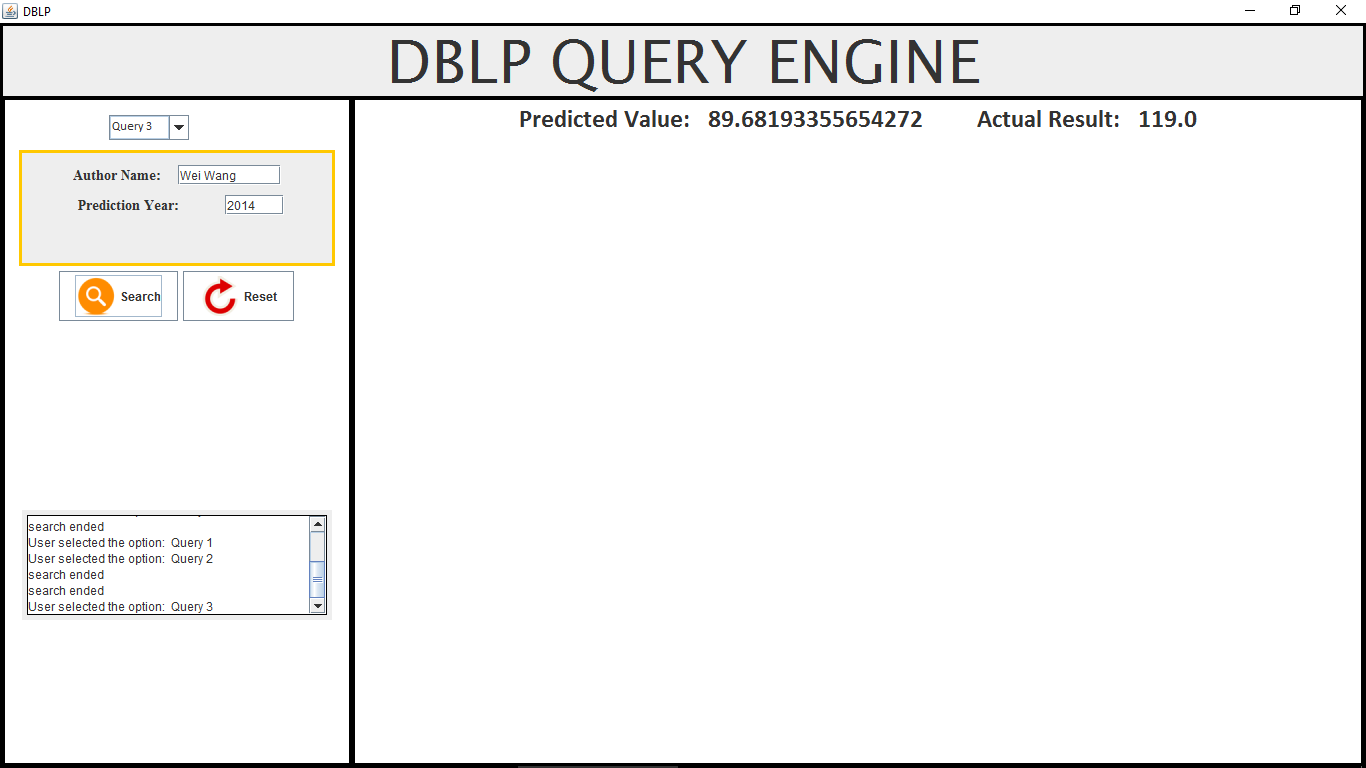 DBLP
DBLP QUERY ENGINE
Query 3
Author Name: Wei Wang
Prediction Year: 2014
Search Reset
search ended
User selected the option: Query 1
User selected the option: Query 2
search ended
search ended
User selected the option: Query 3
Predicted Value: 89.68193355654272 Actual Result: 119.0